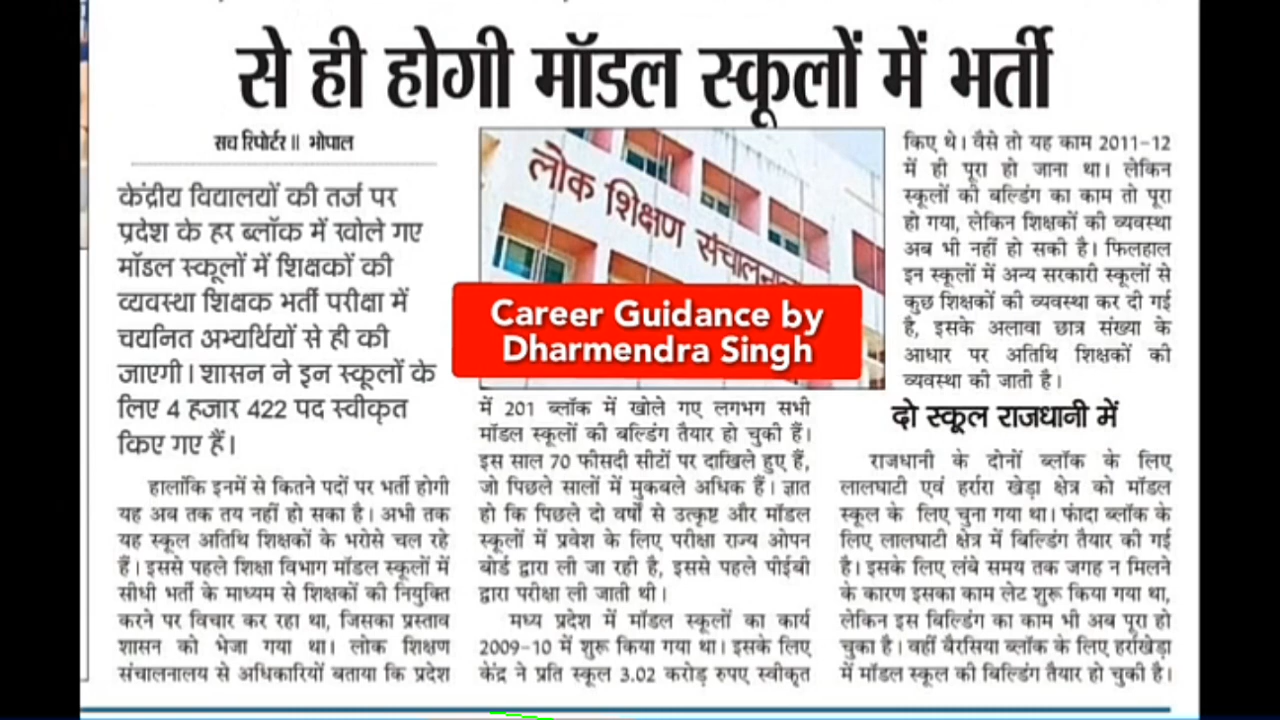 से ही होगी मॉडल स्कूलों में भर्ती
सच रिपोर्टर॥ भोपाल
केंद्रीय विद्यालयों की तर्ज पर
प्रदेश के हर ब्लॉक में खोले गए
मॉडल स्कूलों में शिक्षकों की
व्यवस्था शिक्षक भर्ती परीक्षा में
चयनित अभ्यर्थियों से ही की
जाएगी। शासन ने इन स्कूलों के
लिए 4 हजार 422 पद स्वीकृत
किए गए हैं।
हालांकि इनमें से कितने पदों पर भर्ती होगी
यह अब तक तय नहीं हो सका है। अभी तक
यह स्कूल अतिथि शिक्षकों के भरोसे चल रहे
हैं। इससे पहले शिक्षा विभाग मॉडल स्कूलों में
सीधी भर्ती के माध्यम से शिक्षकों की नियुक्ति
करने पर विचार कर रहा था, जिसका प्रस्ताव
शासन को भेजा गया था। लोक शिक्षण
संचालनालय से अधिकारियों बताया कि प्रदेश
लोक शिक्षण संचालनालय
Career Guidance by
Dharmendra Singh
में 201 ब्लॉक में खोले गए लगभग सभी
मॉडल स्कूलों की बल्डिंग तैयार हो चुकी हैं।
इस साल 70 फीसदी सीटों पर दाखिले हुए हैं,
जो पिछले सालों में मुकबले अधिक हैं। ज्ञात
हो कि पिछले दो वर्षों से उत्कृष्ट और मॉडल
स्कूलों में प्रवेश के लिए परीक्षा राज्य ओपन
बोर्ड द्वारा ली जा रही है, इससे पहले पीईबी
द्वारा परीक्षा ली जाती थी।
मध्य प्रदेश में मॉडल स्कूलों का कार्य
2009-10 में शुरू किया गया था। इसके लिए
केंद्र ने प्रति स्कूल 3.02 करोड़ रुपए स्वीकृत
किए थे। वैसे तो यह काम 2011-12
में ही पूरा हो जाना था। लेकिन
स्कूलों की बल्डिंग का काम तो पूरा
हो गया, लेकिन शिक्षकों की व्यवस्था
अब भी नहीं हो सकी है। फिलहाल
इन स्कूलों में अन्य सरकारी स्कूलों से
कुछ शिक्षकों की व्यवस्था कर दी गई
है, इसके अलावा छात्र संख्या के
आधार पर अतिथि शिक्षकों की
व्यवस्था की जाती है।
दो स्कूल राजधानी में
राजधानी के दोनों ब्लॉक के लिए
लालघाटी एवं हर्रारा खेड़ा क्षेत्र को मॉडल
स्कूल के लिए चुना गया था। फंादा ब्लॉक के
लिए लालघाटी क्षेत्र में बिल्डिंग तैयार की गई
है। इसके लिए लंबे समय तक जगह न मिलने
के कारण इसका काम लेट शुरू किया गया था,
लेकिन इस बिल्डिंग का काम भी अब पूरा हो
चुका है। वहीं बैरसिया ब्लॉक के लिए हर्राखेड़ा
में मॉडल स्कूल की बिल्डिंग तैयार हो चुकी है।